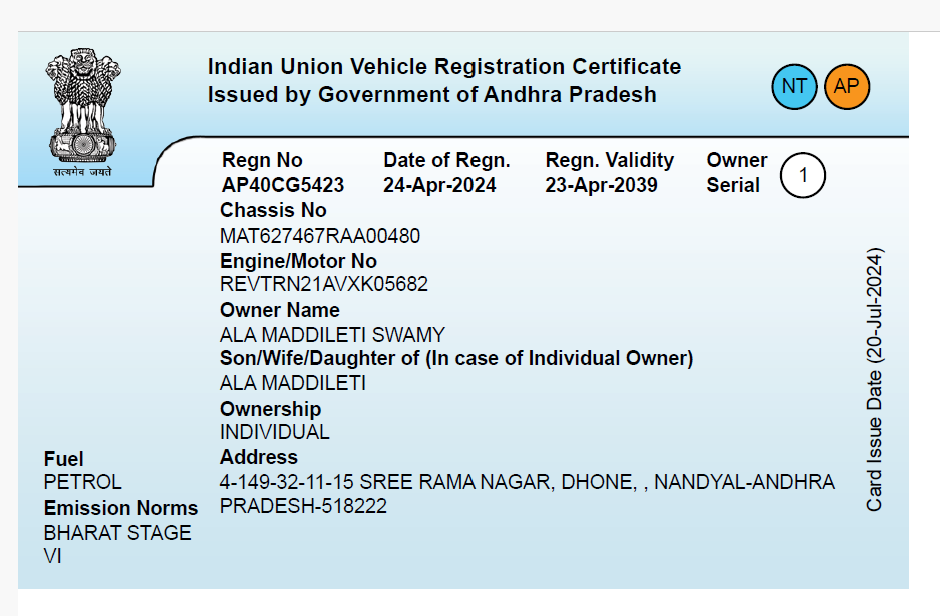 Indian Union Vehicle Registration Certificate
Issued by Government of Andhra Pradesh
NT AP
सत्यमेव जयते
Regn No Date of Regn. Regn. Validity Owner Serial 1
AP40CG5423 24-Apr-2024 23-Apr-2039
Chassis No
MAT627467RAA00480
Engine/Motor No
REVTRN21AVXK05682
Owner Name
ALA MADDILETI SWAMY
Son/Wife/Daughter of (In case of Individual Owner)
ALA MADDILETI
Ownership
INDIVIDUAL
Address
4-149-32-11-15 SREE RAMA NAGAR, DHONE, , NANDYAL-ANDHRA
PRADESH-518222
Fuel
PETROL
Emission Norms
BHARAT STAGE
VI
Card Issue Date (20-Jul-2024)